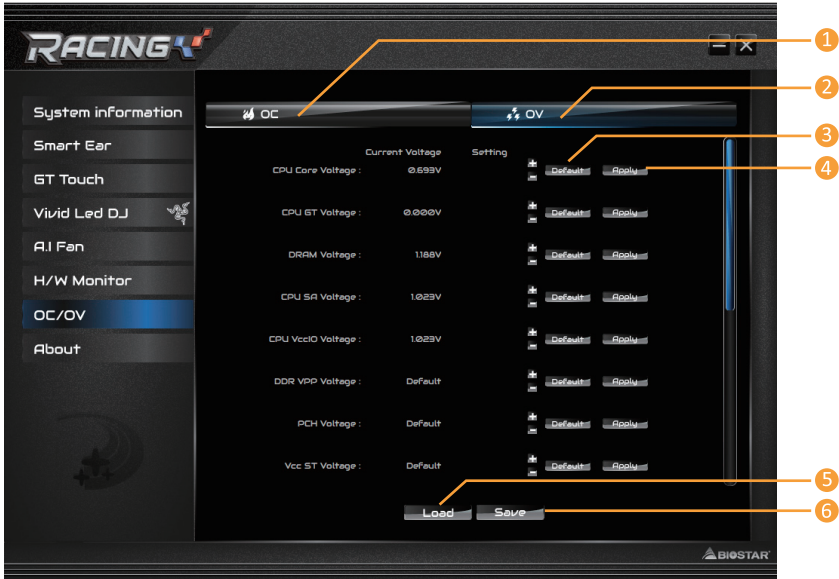 RACING
1
2
System information
OC
OV
Smart Ear
Current Voltage Setting
3
CPU Core Voltage : 0.693V + - Default Apply
4
GT Touch
CPU GT Voltage : 0.000V + - Default Apply
Vivid Led DJ
A.I Fan
DRAM Voltage : 1.188V + - Default Apply
H/W Monitor
CPU SA Voltage : 1.023V + - Default Apply
OC/OV
CPU VccIO Voltage : 1.023V + - Default Apply
About
DDR VPP Voltage : Default + - Default Apply
PCH Voltage : Default + - Default Apply
Vcc ST Voltage : Default + - Default Apply
5
Load Save
6
BIOSTAR